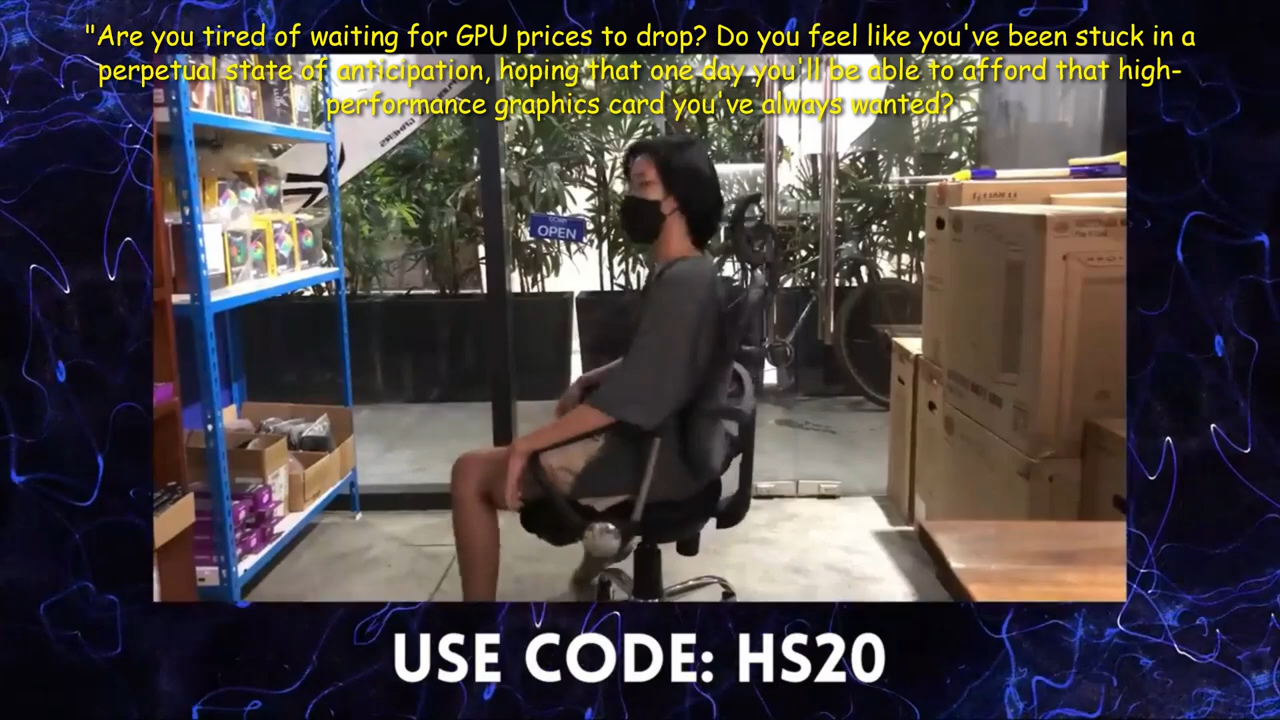 "Are you tired of waiting for GPU prices to drop? Do you feel like you've been stuck in a
perpetual state of anticipation, hoping that one day you'll be able to afford that high-
performance graphics card you've always wanted?
OPEN
USE CODE: HS20